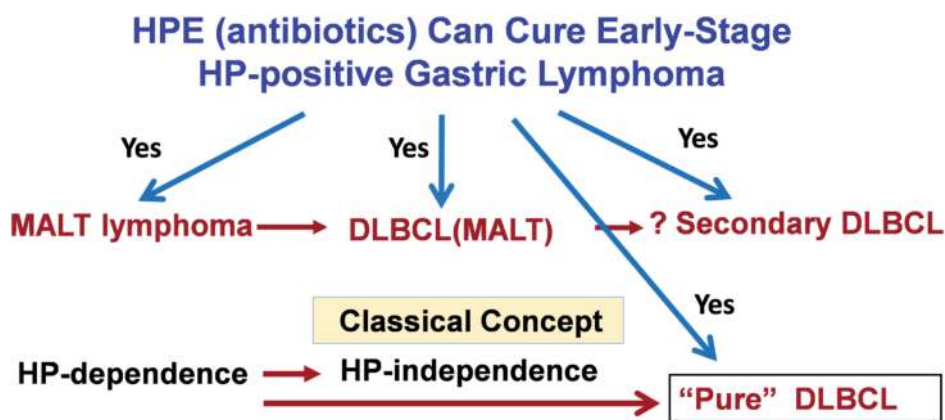 HPE (antibiotics) Can Cure Early-Stage
HP-positive Gastric Lymphoma
Yes
Yes
Yes
MALT lymphoma
DLBCL(MALT)
? Secondary DLBCL
Yes
Classical Concept
HP-dependence
HP-independence
“Pure” DLBCL